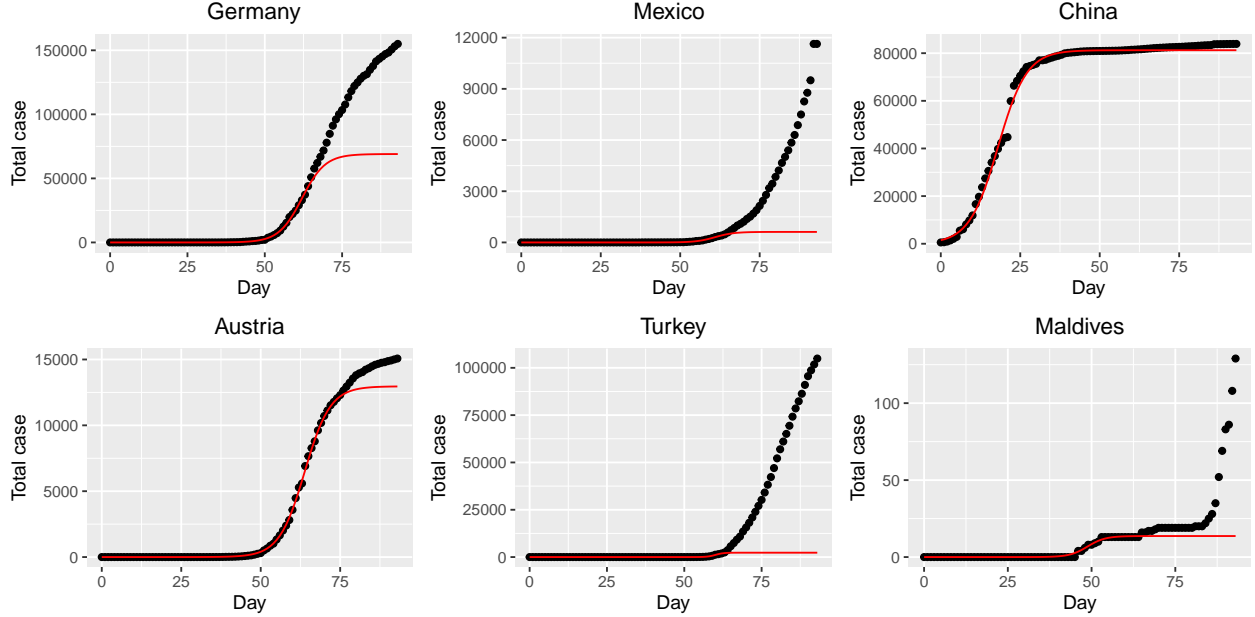 Germany
150000
100000
50000
0
Total case
0 25 50 75
Day
Mexico
12000
9000
6000
3000
0
Total case
0 25 50 75
Day
China
80000
60000
40000
20000
0
Total case
0 25 50 75
Day
Austria
15000
10000
5000
0
Total case
0 25 50 75
Day
Turkey
100000
75000
50000
25000
0
Total case
0 25 50 75
Day
Maldives
100
50
0
Total case
0 25 50 75
Day